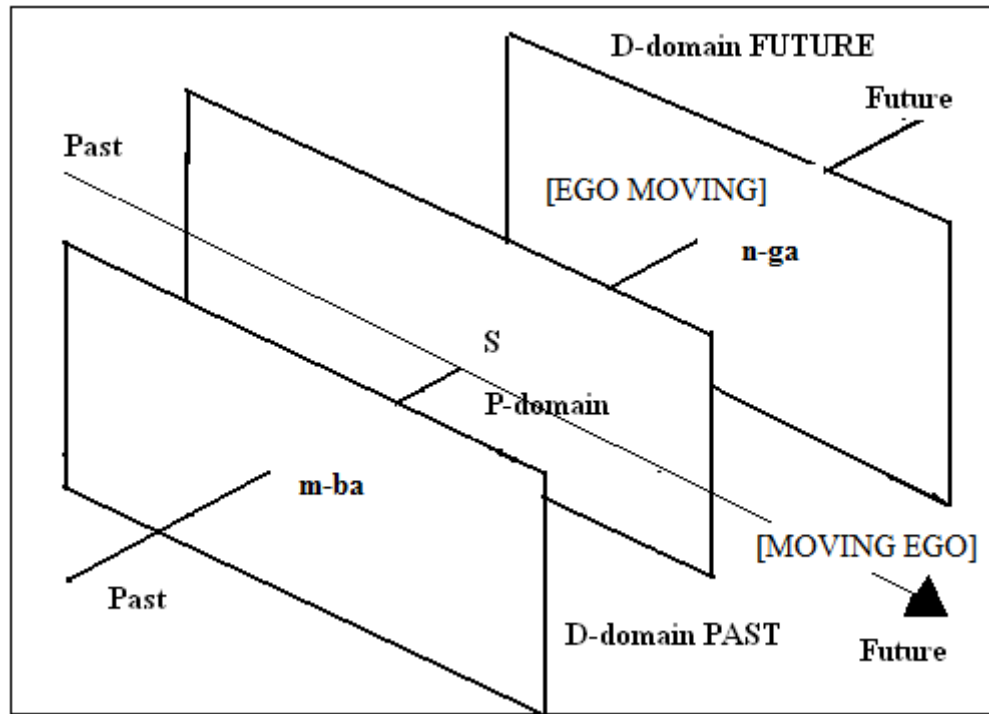 D-domain FUTURE
Future
Past
[EGO MOVING]
n-ga
S
P-domain
m-ba
[MOVING EGO]
Past
D-domain PAST
Future